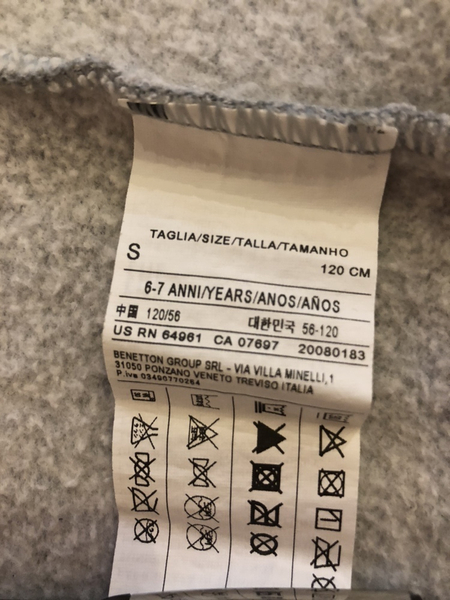 TAGLIA/SIZE/TALLA/TAMANHO
S
120 CM
6-7 ANNI/YEARS/ANOS/AÑOS
中国 120/56 대한민국 56-120
US RN 64961 CA 07697 20080183
BENETTON GROUP SRL - VIA VILLA MINELLI,1
31050 PONZANO VENETO TREVISO ITALIA
P.iva 03490770264